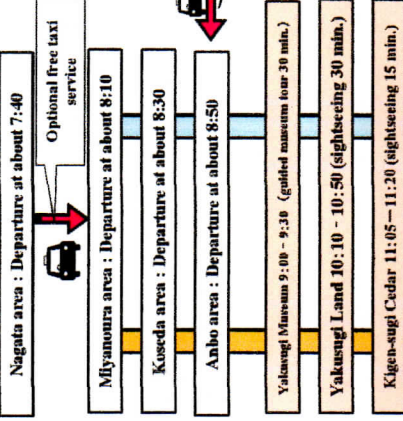 Nagata area : Departure at about 7:40
Optional free taxi
service
Miyanoura area : Departure at about 8:10
Koseda area : Departure at about 8:30
Anbo area : Departure at about 8:50
Yakusugi Museum 9:00 - 9:30 (guided museum tour 30 min.)
Yakusugi Land 10:10 - 10:50 (sightseeing 30 min.)
Kigen-sugi Cedar 11:05－11:20 (sightseeing 15 min.)